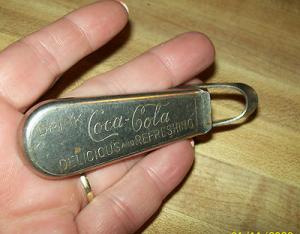 DRINK
Coca-Cola
DELICIOUS AND REFRESHING